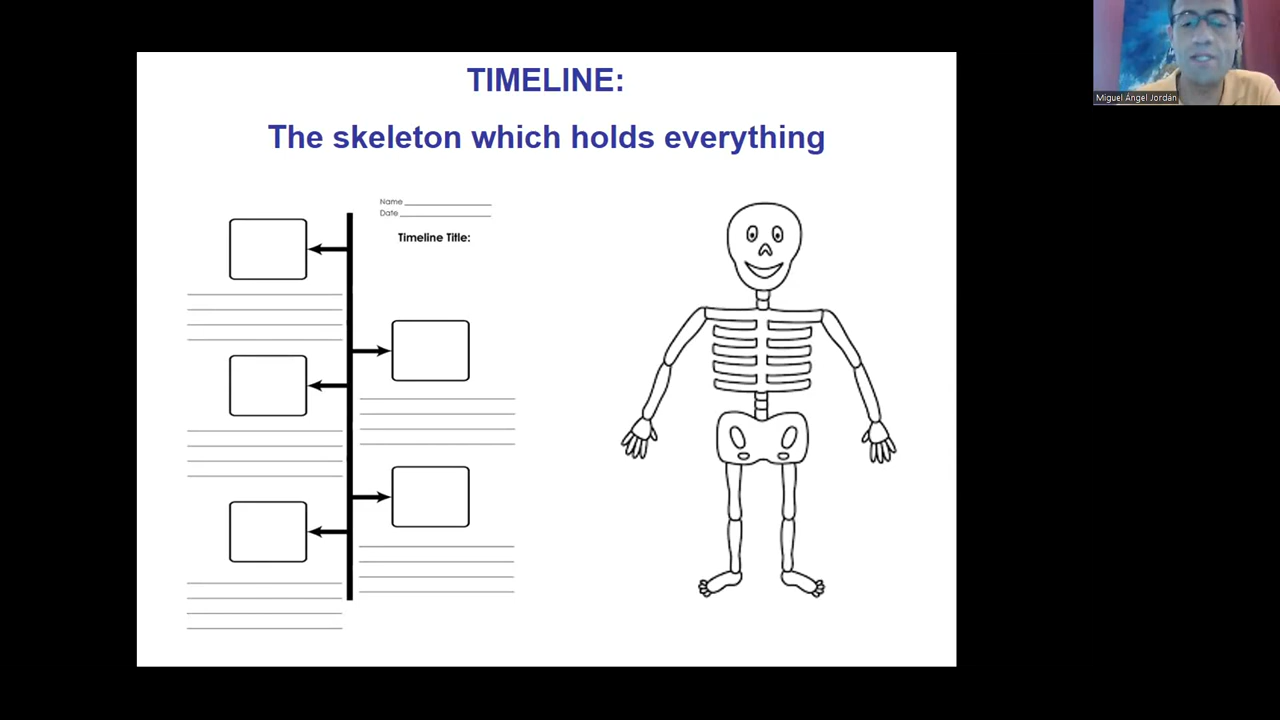 TIMELINE:
The skeleton which holds everything
Name
Date
Timeline Title:
Miguel Ángel Jordán